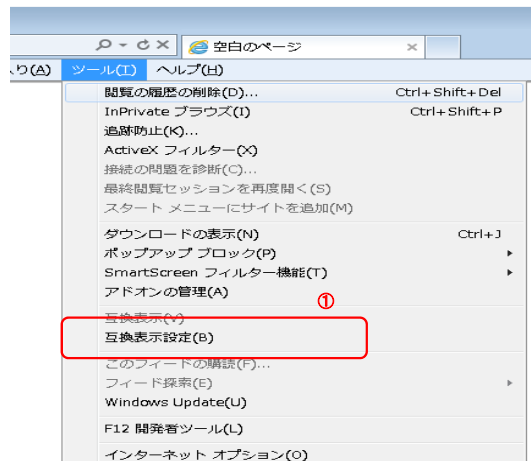 空白のページ
入り(A) ツール(T) ヘルプ(H)
閲覧の履歴の削除(D)... Ctrl+Shift+Del
InPrivate ブラウズ(I) Ctrl+Shift+P
追跡防止(K)...
ActiveX フィルター(X)
接続の問題を診断(C)...
最終閲覧セッションを再度開く(S)
スタート メニューにサイトを追加(M)
ダウンロードの表示(N) Ctrl+J
ポップアップ ブロック(P)
SmartScreen フィルター機能(T)
アドオンの管理(A)
①
互換表示(V)
互換表示設定(B)
このフィードの購読(F)...
フィード探索(E)
Windows Update(U)
F12 開発者ツール(L)
インターネット オプション(O)